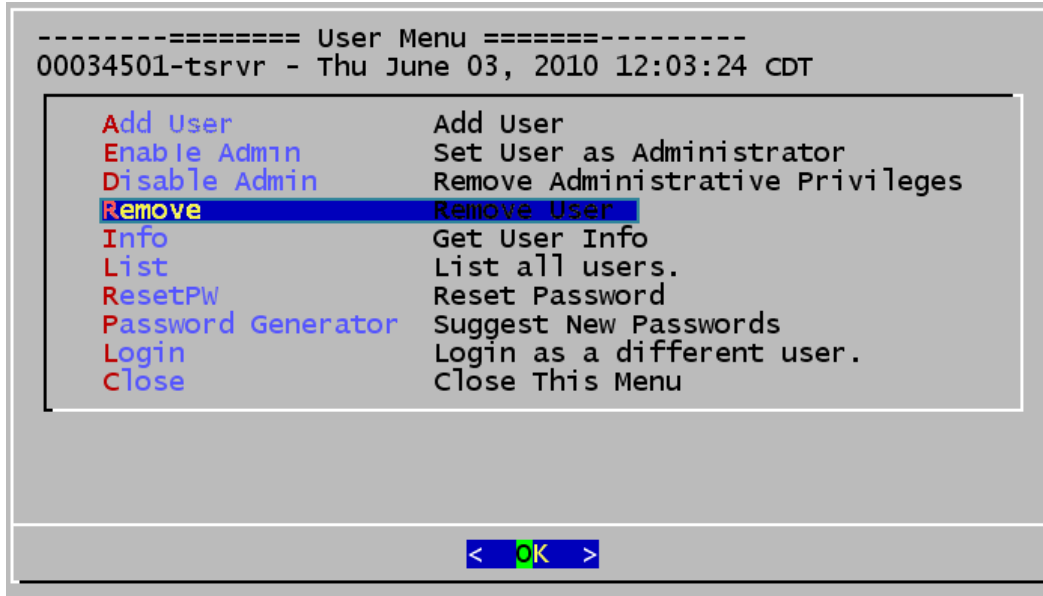 --------======== User Menu =======---------
00034501-tsrvr - Thu June 03, 2010 12:03:24 CDT
Add User Add User
Enable Admin Set User as Administrator
Disable Admin Remove Administrative Privileges
Remove Remove User
Info Get User Info
List List all users.
ResetPW Reset Password
Password Generator Suggest New Passwords
Login Login as a different user.
Close Close This Menu
< OK >